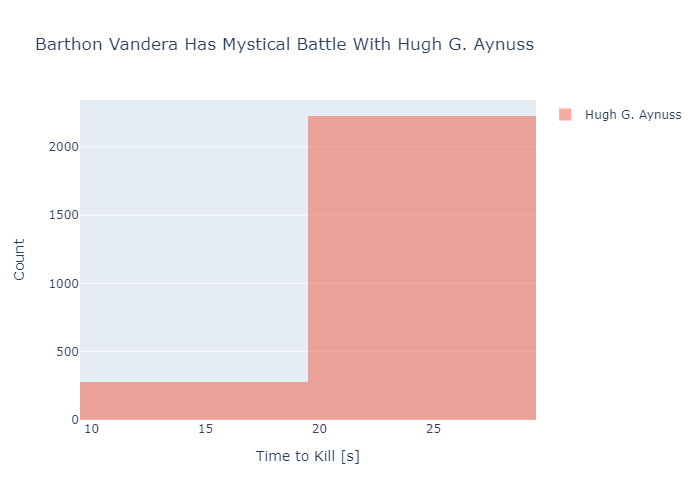 Barthon Vandera Has Mystical Battle With Hugh G. Aynuss
Hugh G. Aynuss
2000
1500
1000
500
0
Count
10 15 20 25
Time to Kill [s]